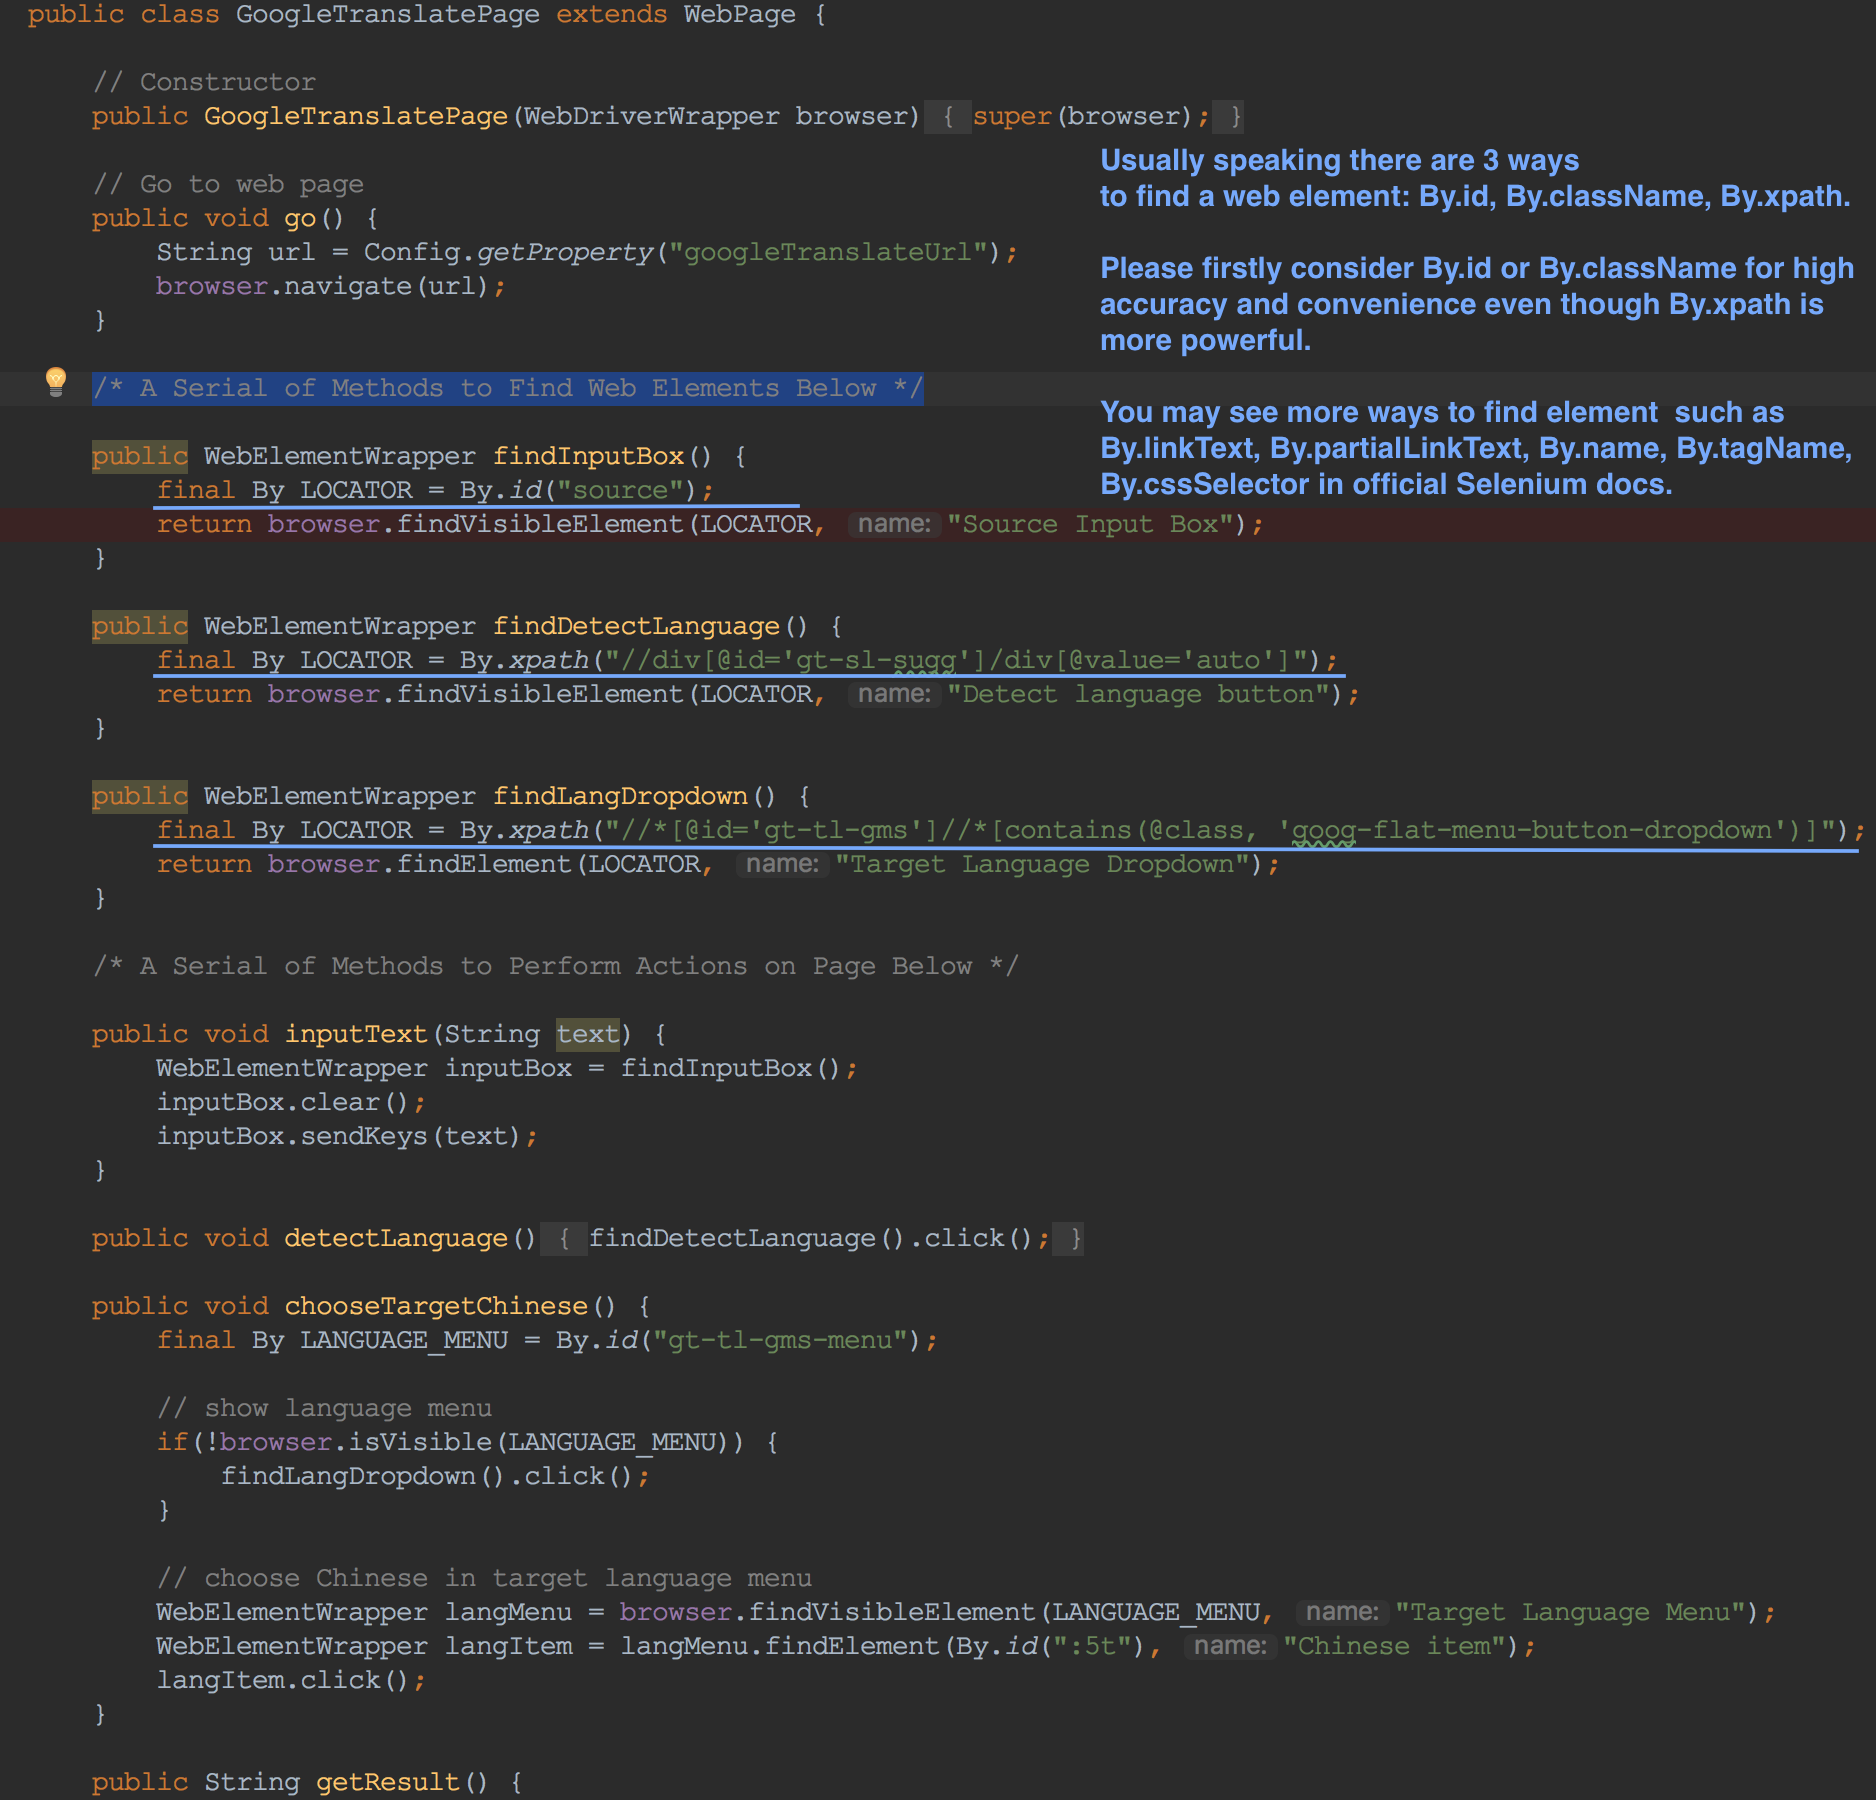 public class GoogleTranslatePage extends WebPage {
// Constructor
public GoogleTranslatePage(WebDriverWrapper browser) { super(browser); }
// Go to web page
public void go() {
String url = Config.getProperty("googleTranslateUrl");
browser.navigate(url);
}
Usually speaking there are 3 ways
to find a web element: By.id, By.className, By.xpath.
Please firstly consider By.id or By.className for high
accuracy and convenience even though By.xpath is
more powerful.
You may see more ways to find element  such as
By.linkText, By.partialLinkText, By.name, By.tagName,
By.cssSelector in official Selenium docs.
/* A Serial of Methods to Find Web Elements Below */
public WebElementWrapper findInputBox() {
final By LOCATOR = By.id("source");
return browser.findVisibleElement(LOCATOR, name: "Source Input Box");
}
public WebElementWrapper findDetectLanguage() {
final By LOCATOR = By.xpath("//div[@id='gt-sl-sugg']/div[@value='auto']");
return browser.findVisibleElement(LOCATOR, name: "Detect language button");
}
public WebElementWrapper findLangDropdown() {
final By LOCATOR = By.xpath("//*[@id='gt-tl-gms']//*[contains(@class, 'goog-flat-menu-button-dropdown')]");
return browser.findElement(LOCATOR, name: "Target Language Dropdown");
}
/* A Serial of Methods to Perform Actions on Page Below */
public void inputText(String text) {
WebElementWrapper inputBox = findInputBox();
inputBox.clear();
inputBox.sendKeys(text);
}
public void detectLanguage() { findDetectLanguage().click(); }
public void chooseTargetChinese() {
final By LANGUAGE_MENU = By.id("gt-tl-gms-menu");
// show language menu
if(!browser.isVisible(LANGUAGE_MENU)) {
findLangDropdown().click();
}
// choose Chinese in target language menu
WebElementWrapper langMenu = browser.findVisibleElement(LANGUAGE_MENU, name: "Target Language Menu");
WebElementWrapper langItem = langMenu.findElement(By.id(":5t"), name: "Chinese item");
langItem.click();
}
public String getResult() {